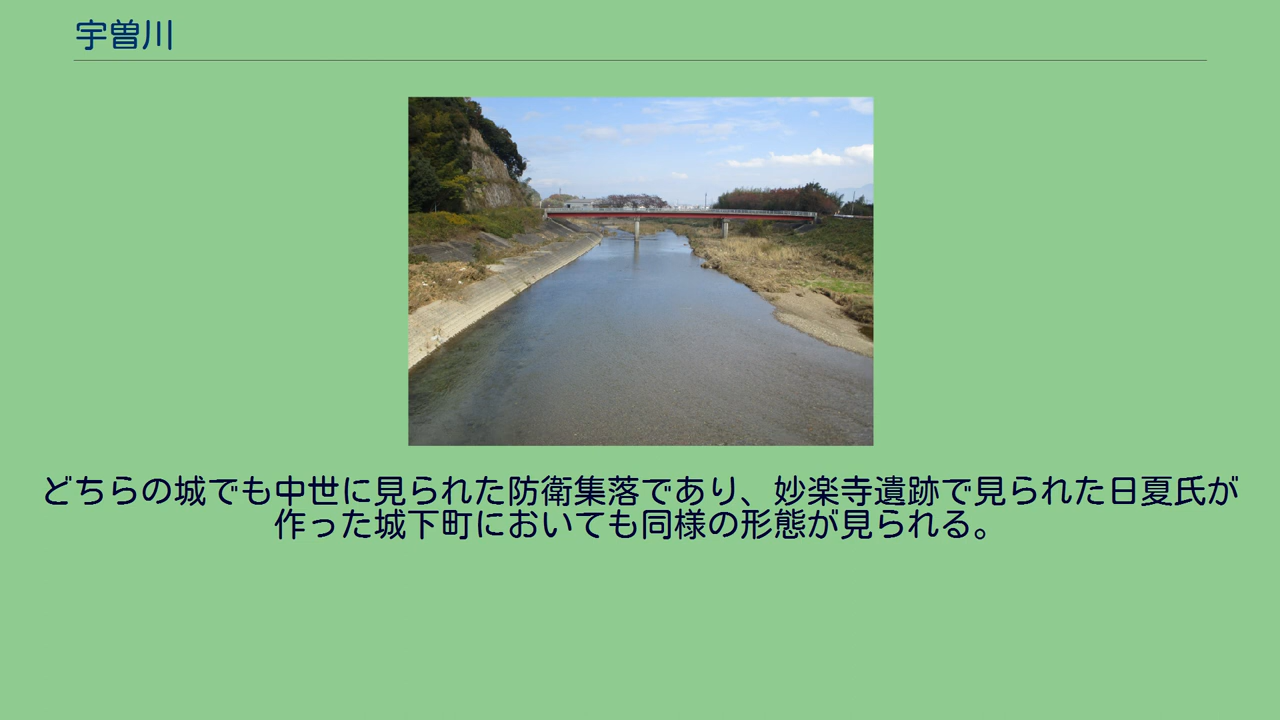 宇曽川
どちらの城でも中世に見られた防衛集落であり、妙楽寺遺跡で見られた日夏氏が
作った城下町においても同様の形態が見られる。